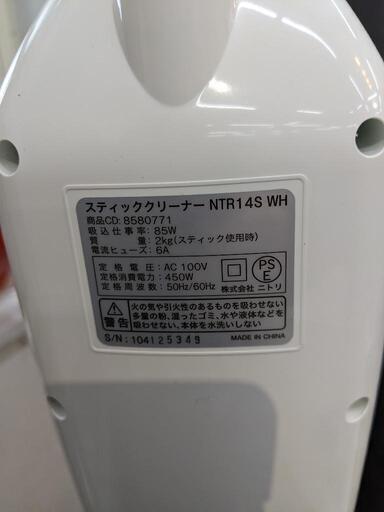 スティッククリーナー NTR14S WH
商品CD: 8580771
吸込仕事率: 85W
質量: 2kg(スティック使用時)
電流ヒューズ: 6A
定格電圧: AC 100V
定格消費電力: 450W
定格周波数: 50Hz/60Hz
PS
E
株式会社 ニトリ
警告
火の気や引火性のあるものを吸わせない
多量の粉、湿ったゴミ、水や液体などを
吸わせない、本体を水洗いしない
S/N: 104125349
MADE IN CHINA